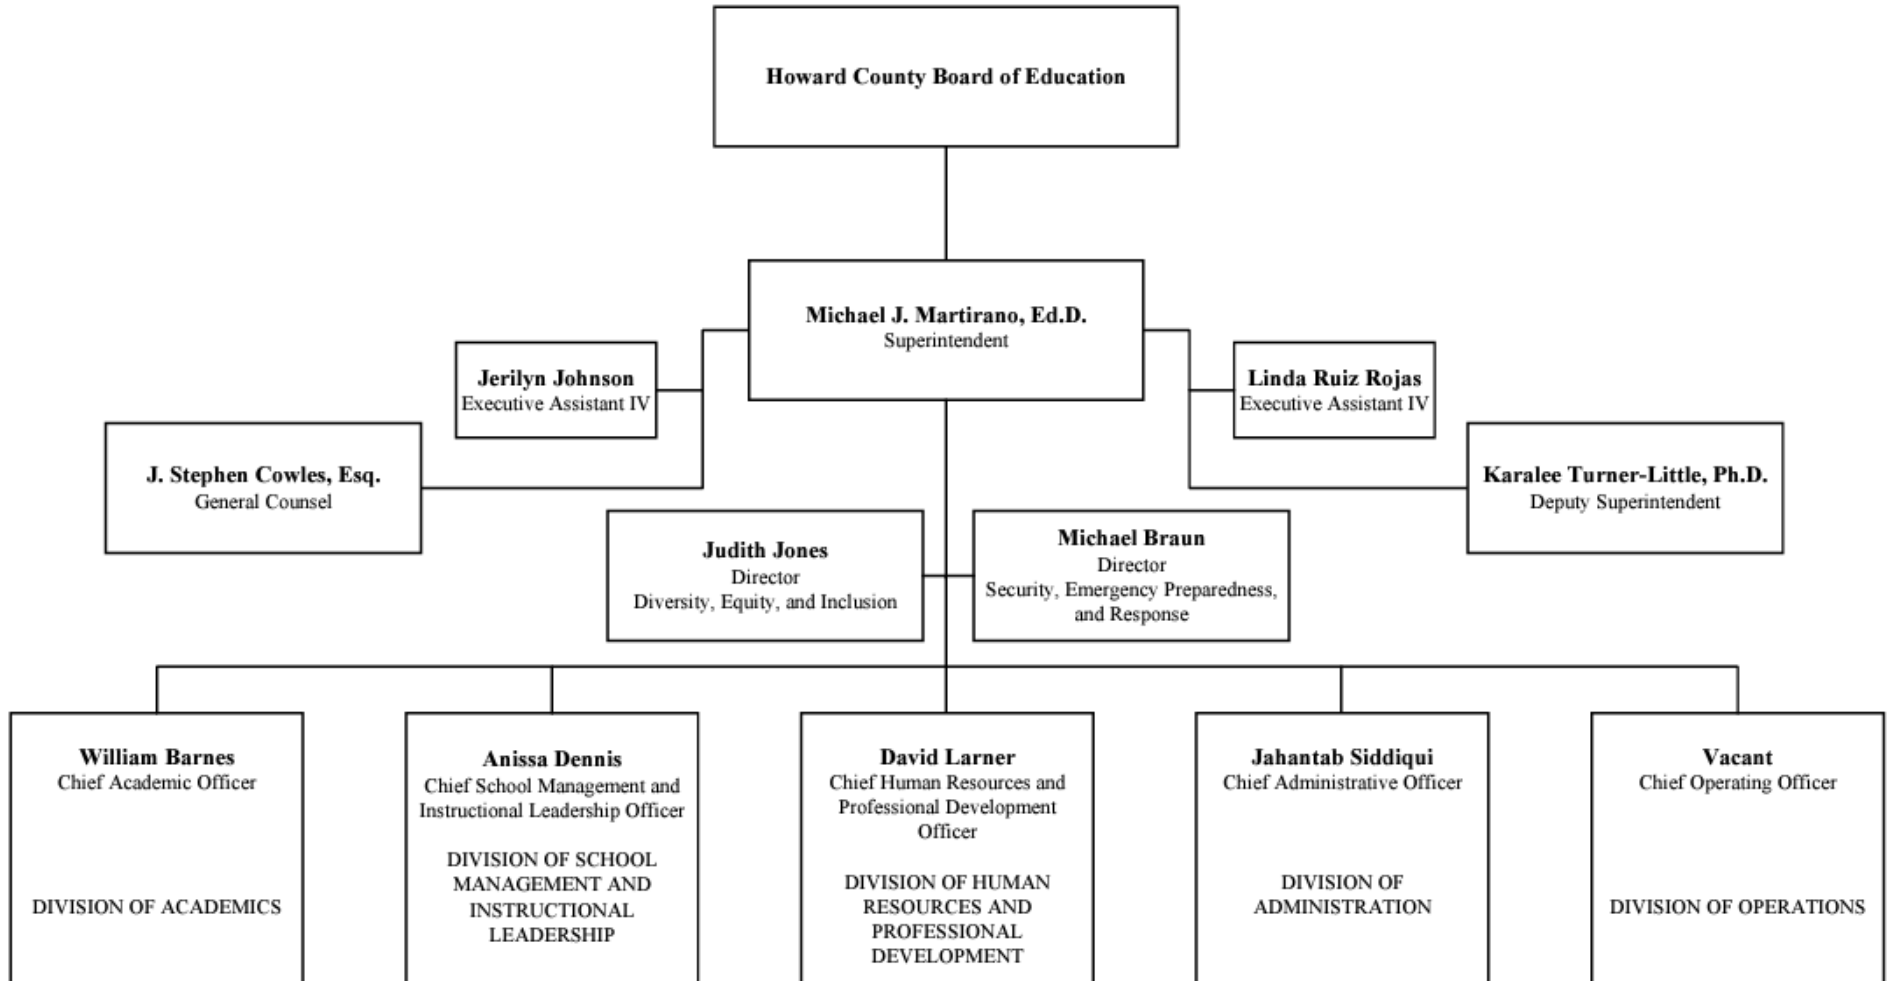 Howard County Board of Education
Michael J. Martirano, Ed.D.
Superintendent
Jerilyn Johnson
Executive Assistant IV
Linda Ruiz Rojas
Executive Assistant IV
J. Stephen Cowles, Esq.
General Counsel
Karalee Turner-Little, Ph.D.
Deputy Superintendent
Judith Jones
Director
Diversity, Equity, and Inclusion
Michael Braun
Director
Security, Emergency Preparedness,
and Response
William Barnes
Chief Academic Officer
DIVISION OF ACADEMICS
Anissa Dennis
Chief School Management and
Instructional Leadership Officer
DIVISION OF SCHOOL
MANAGEMENT AND
INSTRUCTIONAL
LEADERSHIP
David Larner
Chief Human Resources and
Professional Development
Officer
DIVISION OF HUMAN
RESOURCES AND
PROFESSIONAL
DEVELOPMENT
Jahantab Siddiqui
Chief Administrative Officer
DIVISION OF
ADMINISTRATION
Vacant
Chief Operating Officer
DIVISION OF OPERATIONS